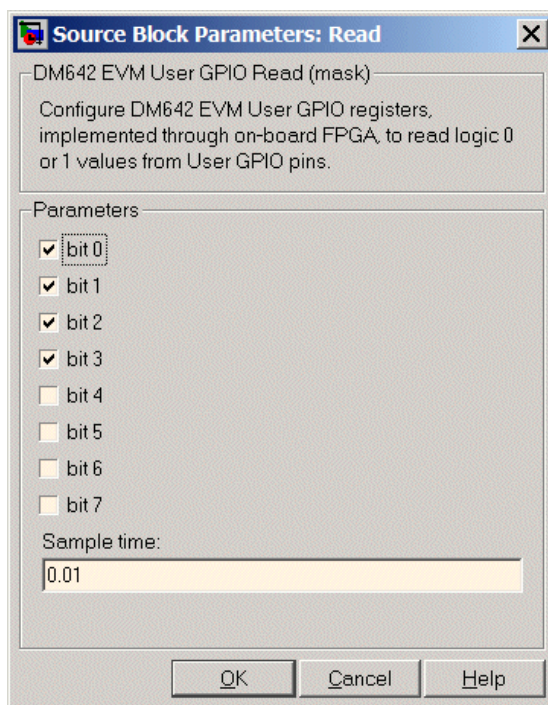 Source Block Parameters: Read
DM642 EVM User GPIO Read (mask)
Configure DM642 EVM User GPIO registers,
implemented through on-board FPGA, to read logic 0
or 1 values from User GPIO pins.
Parameters
bit 0
bit 1
bit 2
bit 3
bit 4
bit 5
bit 6
bit 7
Sample time:
0.01
OK Cancel Help